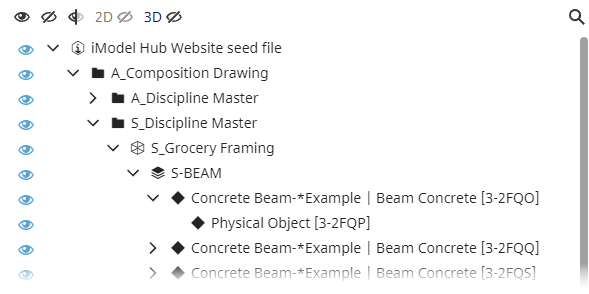 2D 3D
iModel Hub Website seed file
A_Composition Drawing
A_Discipline Master
S_Discipline Master
S_Grocery Framing
S-BEAM
Concrete Beam-*Example | Beam Concrete [3-2FQO]
Physical Object [3-2FQP]
Concrete Beam-*Example | Beam Concrete [3-2FQQ]
Concrete Beam-*Example | Beam Concrete [3-2FQS]